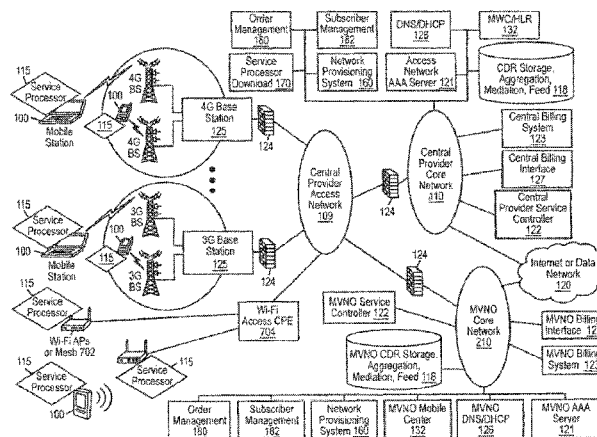 Order
Management
180
Subscriber
Management
182
DNS/DHCP
126
MWC/HLR
132
Service
Processor
Download 170
Network
Provisioning
System 160
Access
Network
AAA Server 121
CDR Storage,
Aggregation,
Mediation, Feed 118
115
Service
Processor
100
Mobile
Station
4G
BS
100
115
4G
BS
4G Base
Station
125
124
Central
Provider
Access
Network
109
124
Central
Provider
Core
Network
110
Central Billing
System
123
Central Billing
Interface
127
Central
Provider Service
Controller
122
115
Service
Processor
100
Mobile
Station
3G
BS
100
115
3G
BS
3G Base
Station
125
124
124
Internet or Data
Network
120
115
Service
Processor
Wi-Fi APs
or Mesh 702
Wi-Fi
Access CPE
704
MVNO Service
Controller 122
MVNO
Core
Network
210
MVNO Billing
Interface
MVNO Billing
System
115
Service
Processor
100
115
Service
Processor
MVNO CDR Storage,
Aggregation,
Mediation, Feed 118
Order
Management
180
Subscriber
Management
182
Network
Provisioning
System 160
MVNO Mobile
Center
132
MVNO
DNS/DHCP
126
MVNO AAA
Server
121